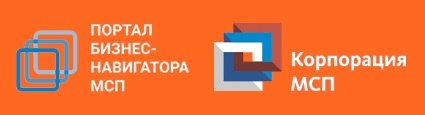 ПОРТАЛ
БИЗНЕС-
НАВИГАТОРА
МСП
Корпорация
МСП